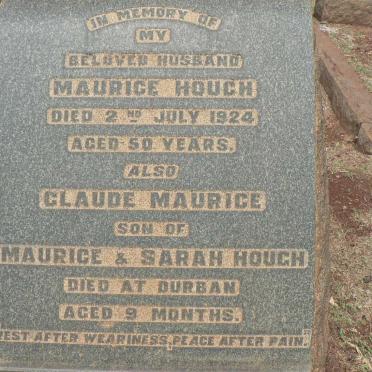 IN MEMORY OF
MY
BELOVED HUSBAND
MAURICE HOUGH
DIED 2ND JULY 1924
AGED 50 YEARS.
ALSO
CLAUDE MAURICE
SON OF
MAURICE & SARAH HOUGH
DIED AT DURBAN
AGED 9 MONTHS.
REST AFTER WEARINESS, PEACE AFTER PAIN.